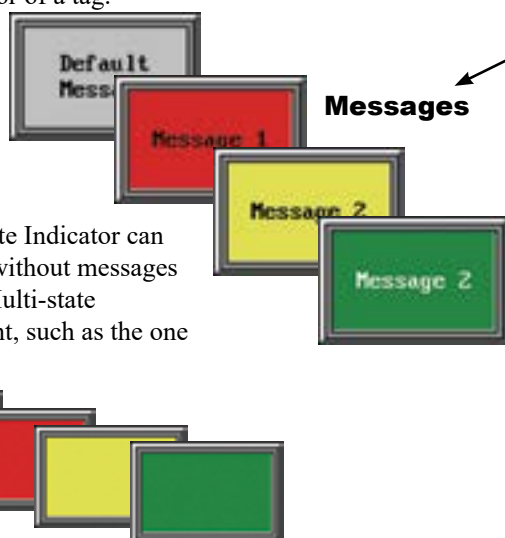 or of a tag.
Default
Mess
Message 1
Messages
Message 2
Message 2
te Indicator can
without messages
Multi-state
nt, such as the one